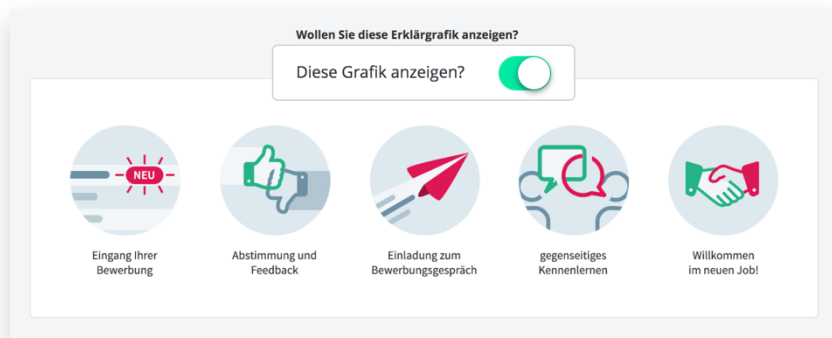 Wollen Sie diese Erklärgrafik anzeigen?
Diese Grafik anzeigen?
NEU
Eingang Ihrer
Bewerbung
Abstimmung und
Feedback
Einladung zum
Bewerbungsgespräch
gegenseitiges
Kennenlernen
Willkommen
im neuen Job!